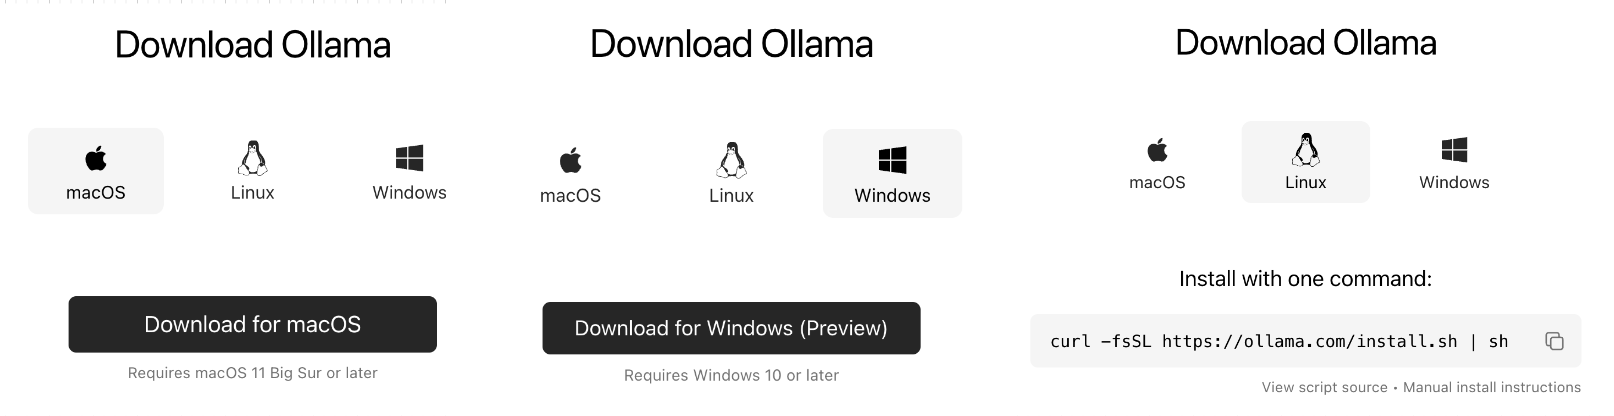 Download Ollama
macOS
Linux
Windows
Download for macOS
Requires macOS 11 Big Sur or later
Download Ollama
macOS
Linux
Windows
Download for Windows (Preview)
Requires Windows 10 or later
Download Ollama
macOS
Linux
Windows
Install with one command:
curl -fsSL https://ollama.com/install.sh | sh
View script source • Manual install instructions